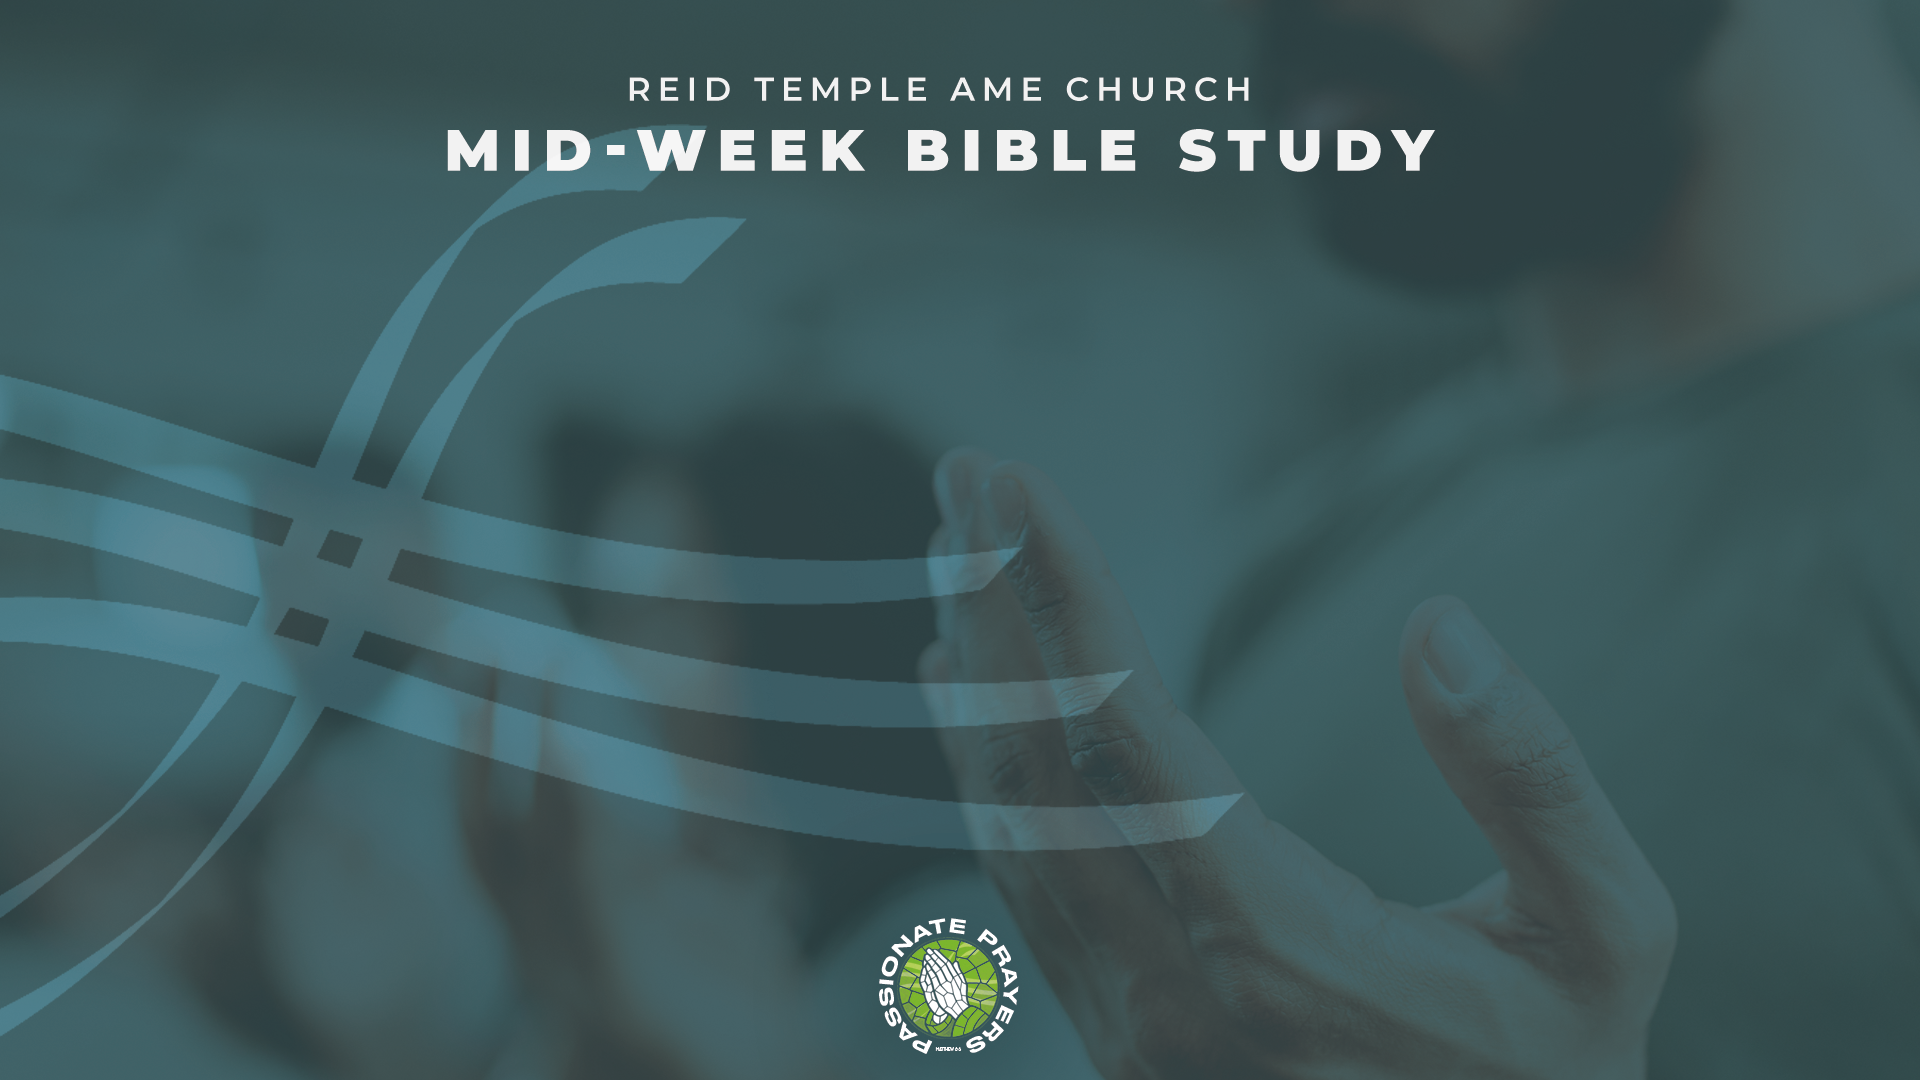 REID TEMPLE AME CHURCH
MID-WEEK BIBLE STUDY
PASSIONATE PRAYERS